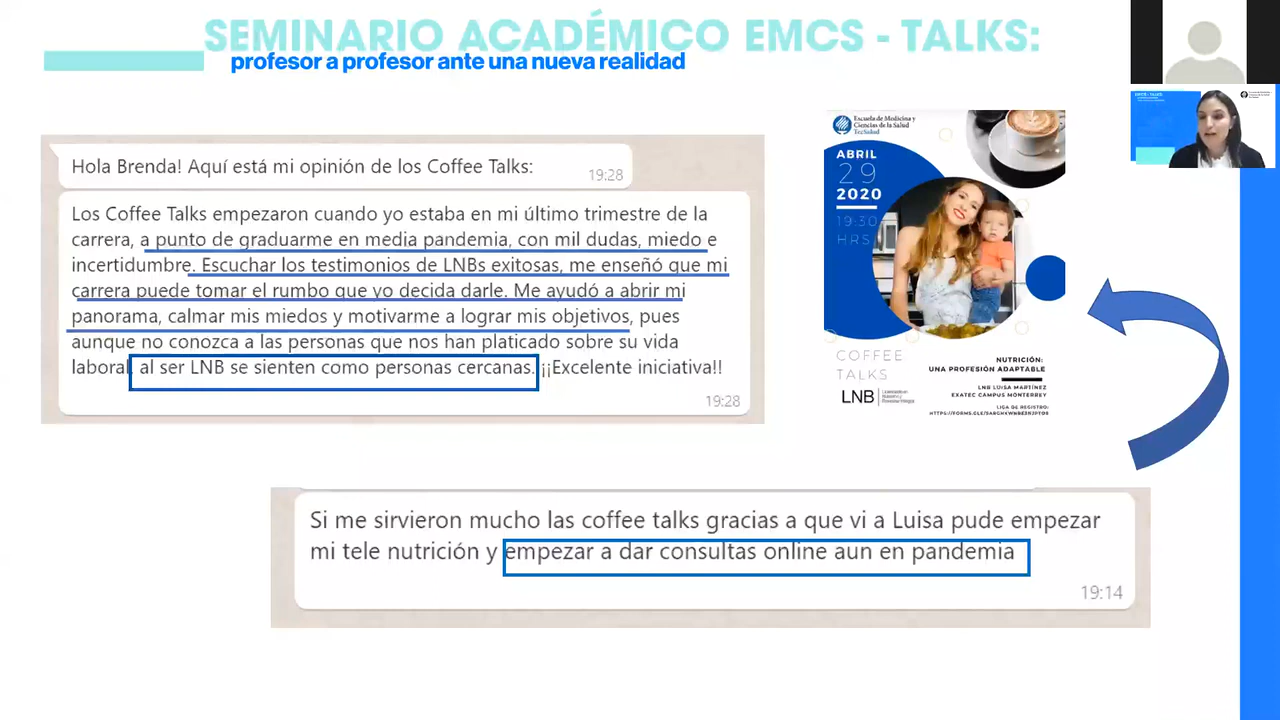 SEMINARIO ACADÉMICO EMCS - TALKS:
profesor a profesor ante una nueva realidad
Hola Brenda! Aquí está mi opinión de los Coffee Talks:
19:28
Los Coffee Talks empezaron cuando yo estaba en mi último trimestre de la
carrera, a punto de graduarme en media pandemia, con mil dudas, miedo e
incertidumbre. Escuchar los testimonios de LNBs exitosas, me enseñó que mi
carrera puede tomar el rumbo que yo decida darle. Me ayudó a abrir mi
panorama, calmar mis miedos y motivarme a lograr mis objetivos, pues
aunque no conozca a las personas que nos han platicado sobre su vida
laboral, al ser LNB se sienten como personas cercanas. ¡¡Excelente iniciativa!!
19:28
Escuela de Medicina y
Ciencias de la Salud
TecSalud
ABRIL
29
2020
19:30
HRS
COFFEE
TALKS
LNB
NUTRICIÓN:
UNA PROFESIÓN ADAPTABLE
LNB LUISA MARTÍNEZ
EXATEC CAMPUS MONTERREY
LIGA DE REGISTRO:
Si me sirvieron mucho las coffee talks gracias a que vi a Luisa pude empezar
mi tele nutrición y empezar a dar consultas online aun en pandemia
19:14